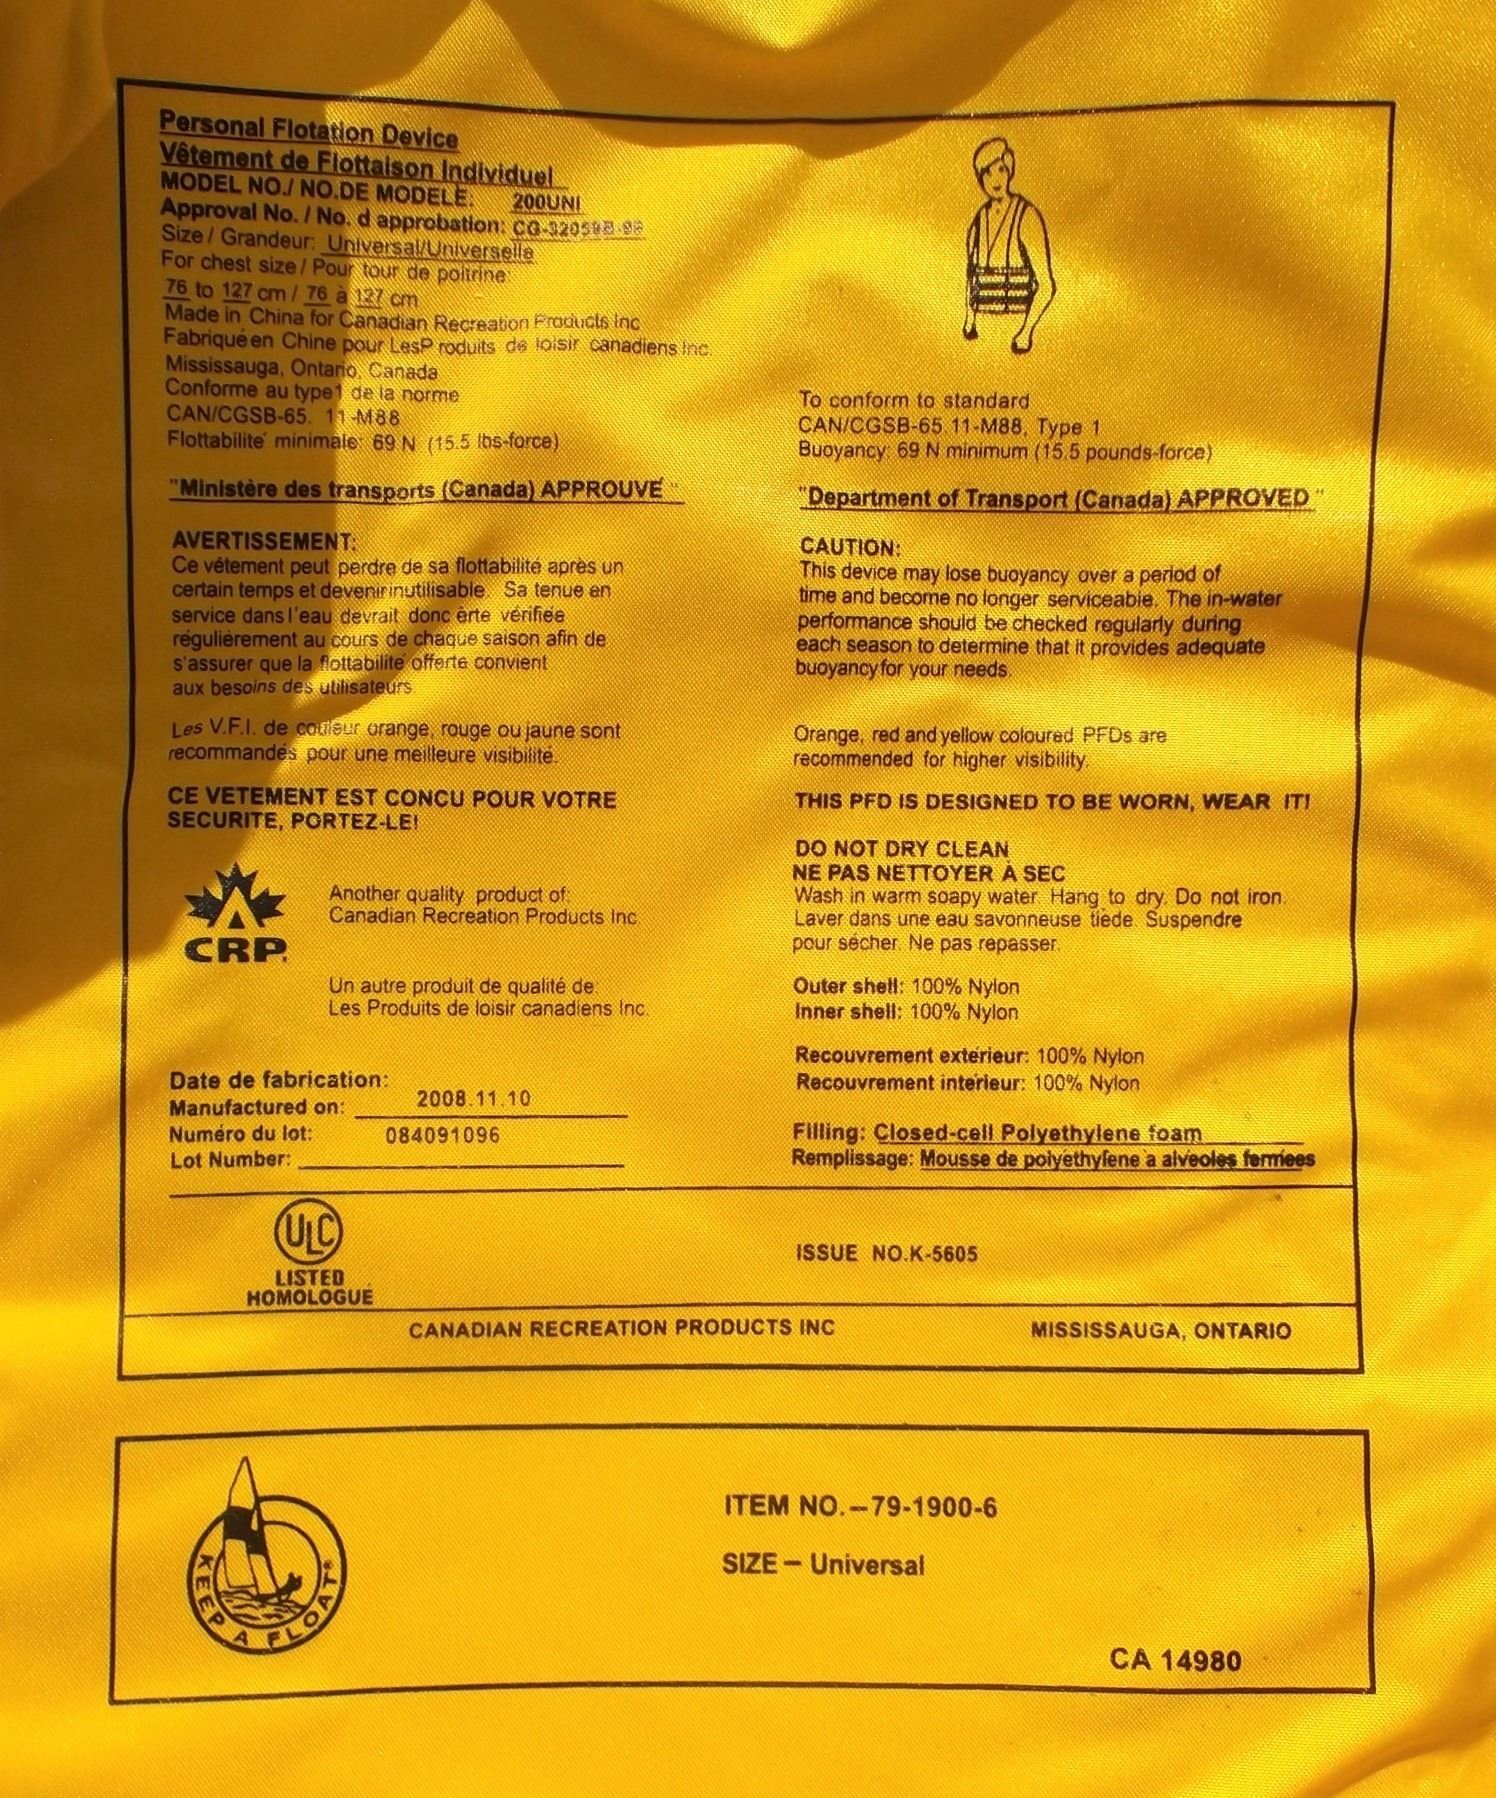 Personal Flotation Device
Vêtement de Flottaison Individuel
MODEL NO./ NO.DE MODELE: 200UNI
Approval No. / No. d approbation:
Size / Grandeur: Universal/Universelle
For chest size / Pour tour de poitrine:
76 to 127 cm / 76 à 127 cm
Made in China for Canadian Recreation Products Inc
Fabriqué en Chine pour LesP roduits de loisir canadiens Inc.
Mississauga, Ontario, Canada
Conforme au type1 de la norme
CAN/CGSB-65. 11-M88
Flottabilité minimale: 69 N (15.5 lbs-force)
"Ministère des transports (Canada) APPROUVÉ "
AVERTISSEMENT:
Ce vêtement peut perdre de sa flottabilité après un
certain temps et devenir inutilisable. Sa tenue en
service dans l'eau devrait donc èrte vérifiée
régulièrement au cours de chaque saison afin de
s'assurer que la flottabilité offerte convient
aux besoins des utilisateurs
Les V.F.I. de couleur orange, rouge ou jaune sont
recommandés pour une meilleure visibilité.
CE VETEMENT EST CONCU POUR VOTRE
SECURITE, PORTEZ-LE!
CRP.
Another quality product of:
Canadian Recreation Products Inc.
Un autre produit de qualité de:
Les Produits de loisir canadiens Inc.
Date de fabrication:
Manufactured on: 2008.11.10
Numéro du lot: 084091096
Lot Number:
To conform to standard
CAN/CGSB-65.11-M88, Type 1
Buoyancy: 69 N minimum (15.5 pounds-force)
"Department of Transport (Canada) APPROVED "
CAUTION:
This device may lose buoyancy over a period of
time and become no longer serviceable. The in-water
performance should be checked regularly during
each season to determine that it provides adequate
buoyancy for your needs.
Orange, red and yellow coloured PFDs are
recommended for higher visibility.
THIS PFD IS DESIGNED TO BE WORN, WEAR IT!
DO NOT DRY CLEAN
NE PAS NETTOYER À SEC
Wash in warm soapy water. Hang to dry. Do not iron.
Laver dans une eau savonneuse tiède. Suspendre
pour sécher. Ne pas repasser.
Outer shell: 100% Nylon
Inner shell: 100% Nylon
Recouvrement extérieur: 100% Nylon
Recouvrement intérieur: 100% Nylon
Filling: Closed-cell Polyethylene foam
Remplissage: Mousse de polyéthylène à alvéoles fermées
ULC
LISTED
HOMOLOGUÉ
ISSUE NO.K-5605
CANADIAN RECREATION PRODUCTS INC MISSISSAUGA, ONTARIO
KEEP A FLOAT®
ITEM NO. – 79-1900-6
SIZE – Universal
CA 14980